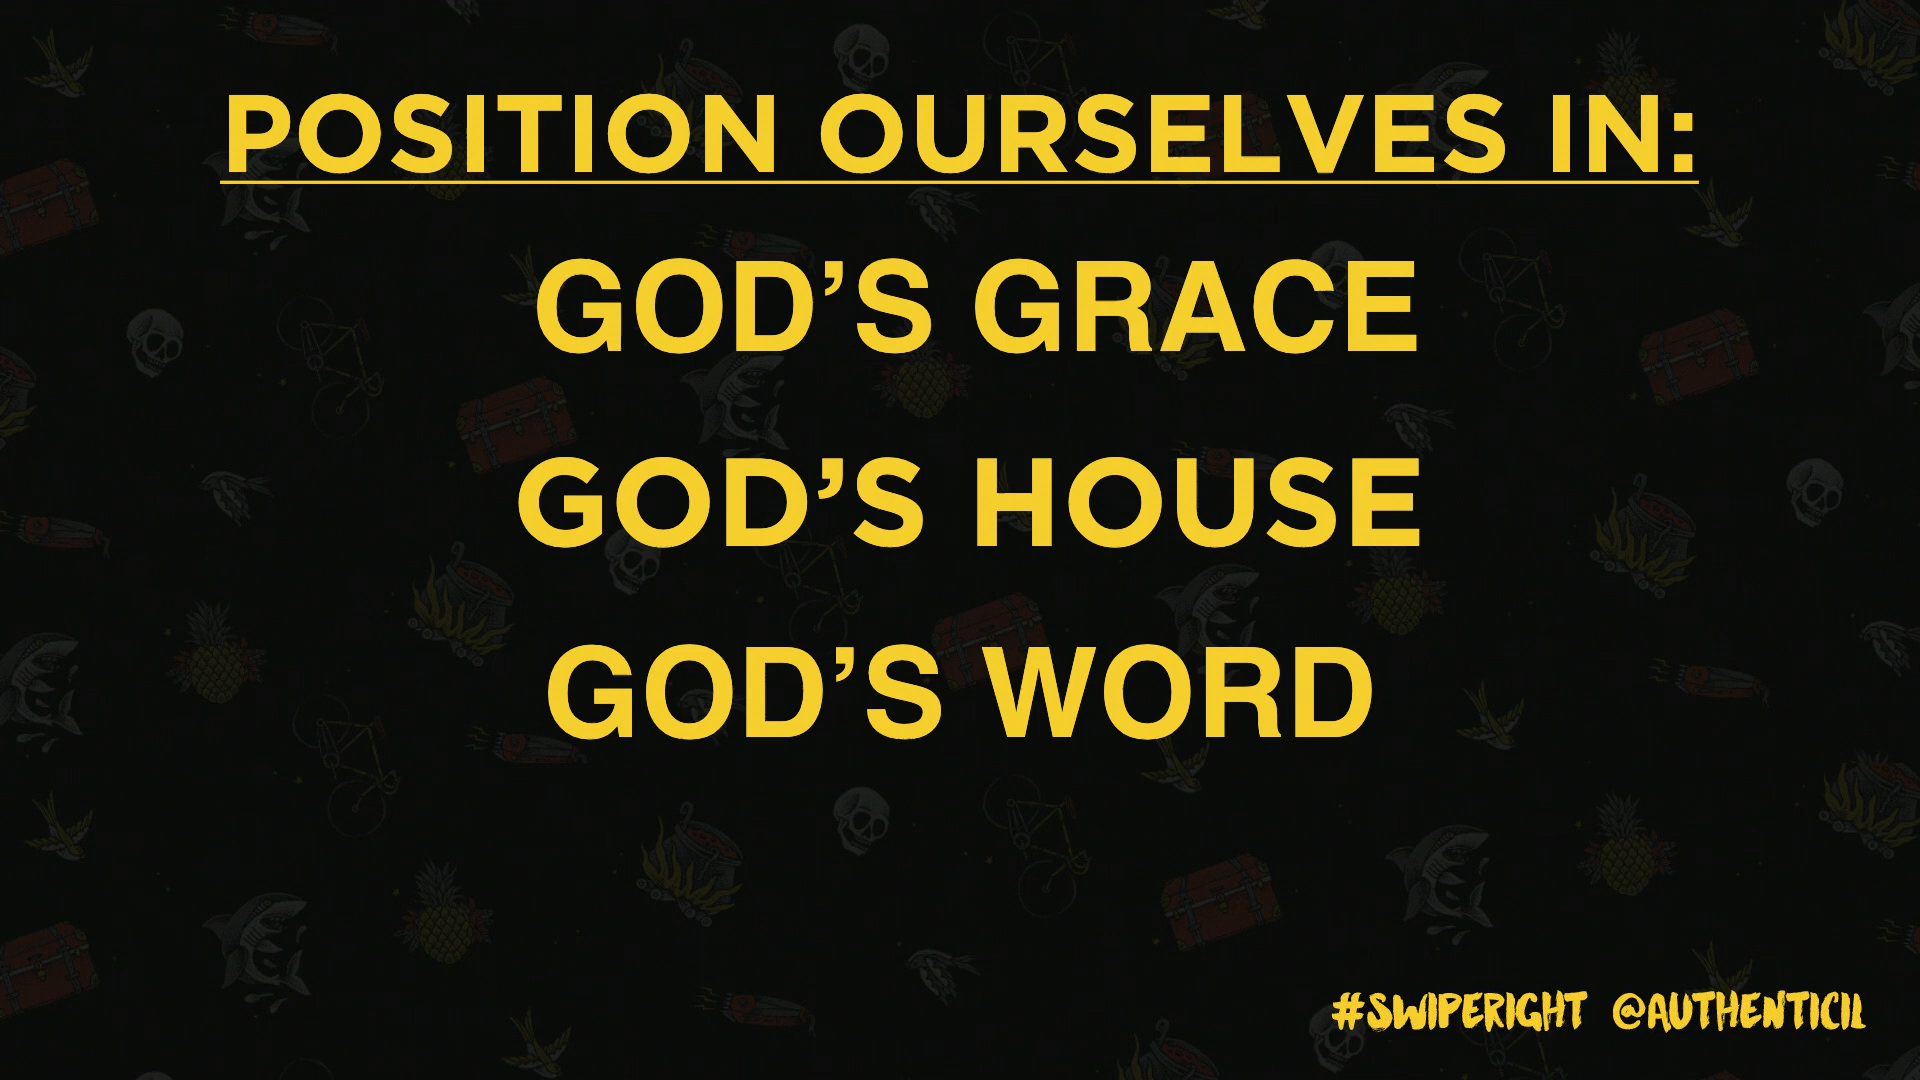 POSITION OURSELVES IN:
GOD’S GRACE
GOD’S HOUSE
GOD’S WORD
#SWIPERIGHT @AUTHENTICIL